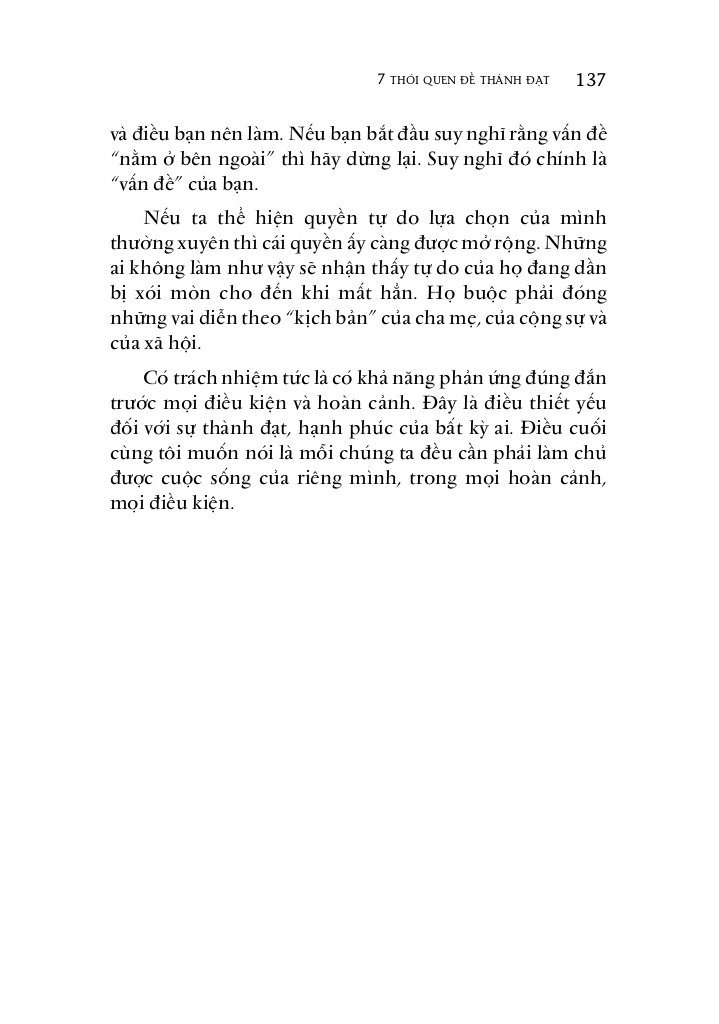 7 THÓI QUEN ĐỂ THÀNH ĐẠT 137
và điều bạn nên làm. Nếu bạn bắt đầu suy nghĩ rằng vấn đề
“nằm ở bên ngoài” thì hãy dừng lại. Suy nghĩ đó chính là
“vấn đề” của bạn.
Nếu ta thể hiện quyền tự do lựa chọn của mình
thường xuyên thì cái quyền ấy càng được mở rộng. Những
ai không làm như vậy sẽ nhận thấy tự do của họ đang dần
bị xói mòn cho đến khi mất hẳn. Họ buộc phải đóng
những vai diễn theo “kịch bản” của cha mẹ, của cộng sự và
của xã hội.
Có trách nhiệm tức là có khả năng phản ứng đúng đắn
trước mọi điều kiện và hoàn cảnh. Đây là điều thiết yếu
đối với sự thành đạt, hạnh phúc của bất kỳ ai. Điều cuối
cùng tôi muốn nói là mỗi chúng ta đều cần phải làm chủ
được cuộc sống của riêng mình, trong mọi hoàn cảnh,
mọi điều kiện.